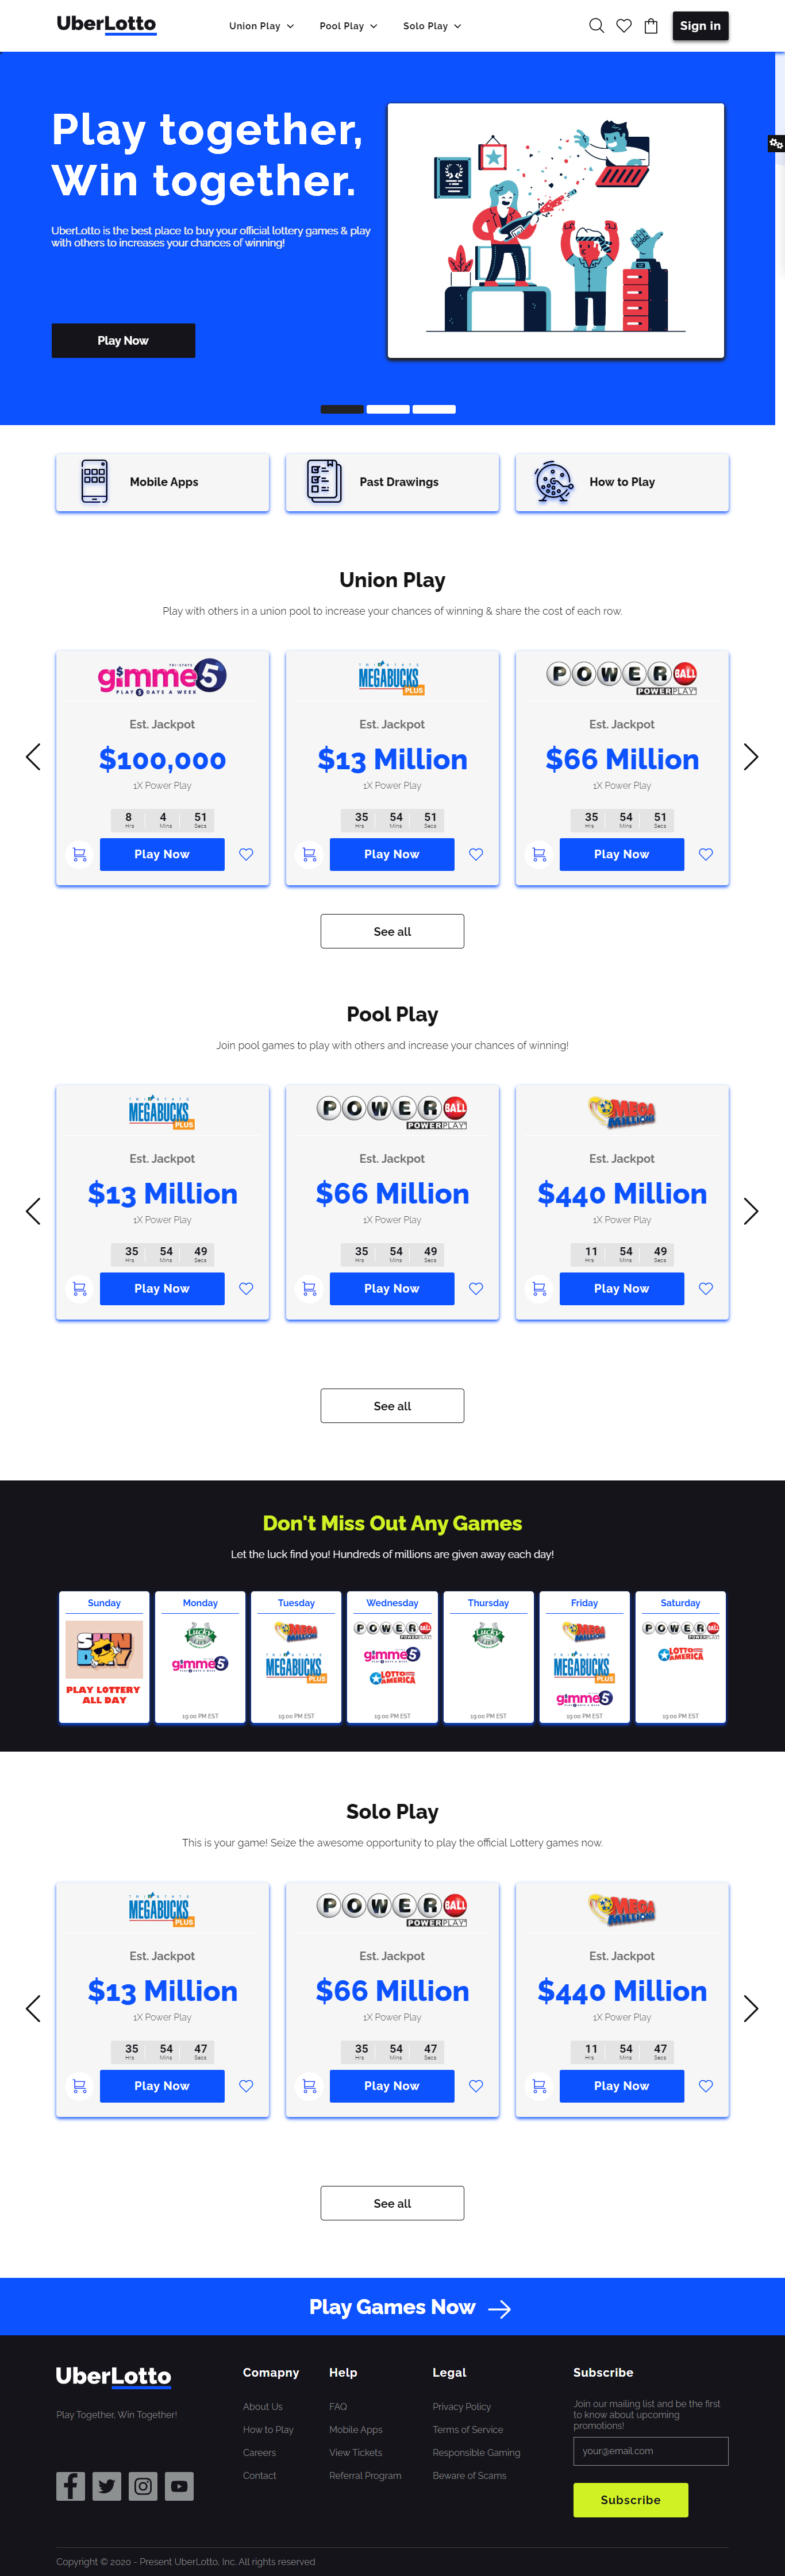 UberLotto
Union Play
Pool Play
Solo Play
Sign in
Play together,
Win together.
UberLotto is the best place to buy your official lottery games & play
with others to increases your chances of winning!
Play Now
Mobile Apps
Past Drawings
How to Play
Union Play
Play with others in a union pool to increase your chances of winning & share the cost of each row.
TRI-STATE
gimme5
PLAY 5 DAYS A WEEK
TRI STATE
MEGABUCKS
PLUS
POWERBALL
POWERPLAY
Est. Jackpot
Est. Jackpot
Est. Jackpot
$100,000
$13 Million
$66 Million
1X Power Play
1X Power Play
1X Power Play
8 4 51
Hrs Mins Secs
35 54 51
Hrs Mins Secs
35 54 51
Hrs Mins Secs
Play Now
Play Now
Play Now
See all
Pool Play
Join pool games to play with others and increase your chances of winning!
TRI STATE
MEGABUCKS
PLUS
POWERBALL
POWERPLAY
MEGA
MILLIONS
Est. Jackpot
Est. Jackpot
Est. Jackpot
$13 Million
$66 Million
$440 Million
1X Power Play
1X Power Play
1X Power Play
35 54 49
Hrs Mins Secs
35 54 49
Hrs Mins Secs
11 54 49
Hrs Mins Secs
Play Now
Play Now
Play Now
See all
Don't Miss Out Any Games
Let the luck find you! Hundreds of millions are given away each day!
Sunday
SUNDAY
PLAY LOTTERY
ALL DAY
Monday
Lucky
gimme5
19:00 PM EST
Tuesday
MEGA
MILLIONS
MEGABUCKS
PLUS
19:00 PM EST
Wednesday
POWERBALL
POWERPLAY
gimme5
LOTTO
AMERICA
19:00 PM EST
Thursday
Lucky
19:00 PM EST
Friday
MEGA
MILLIONS
MEGABUCKS
PLUS
gimme5
19:00 PM EST
Saturday
POWERBALL
POWERPLAY
LOTTO
AMERICA
19:00 PM EST
Solo Play
This is your game! Seize the awesome opportunity to play the official Lottery games now.
TRI STATE
MEGABUCKS
PLUS
POWERBALL
POWERPLAY
MEGA
MILLIONS
Est. Jackpot
Est. Jackpot
Est. Jackpot
$13 Million
$66 Million
$440 Million
1X Power Play
1X Power Play
1X Power Play
35 54 47
Hrs Mins Secs
35 54 47
Hrs Mins Secs
11 54 47
Hrs Mins Secs
Play Now
Play Now
Play Now
See all
Play Games Now
UberLotto
Play Together, Win Together!
Comapny
About Us
How to Play
Careers
Contact
Help
FAQ
Mobile Apps
View Tickets
Referral Program
Legal
Privacy Policy
Terms of Service
Responsible Gaming
Beware of Scams
Subscribe
Join our mailing list and be the first
to know about upcoming
promotions!
your@email.com
Subscribe
Copyright © 2020 - Present UberLotto, Inc. All rights reserved